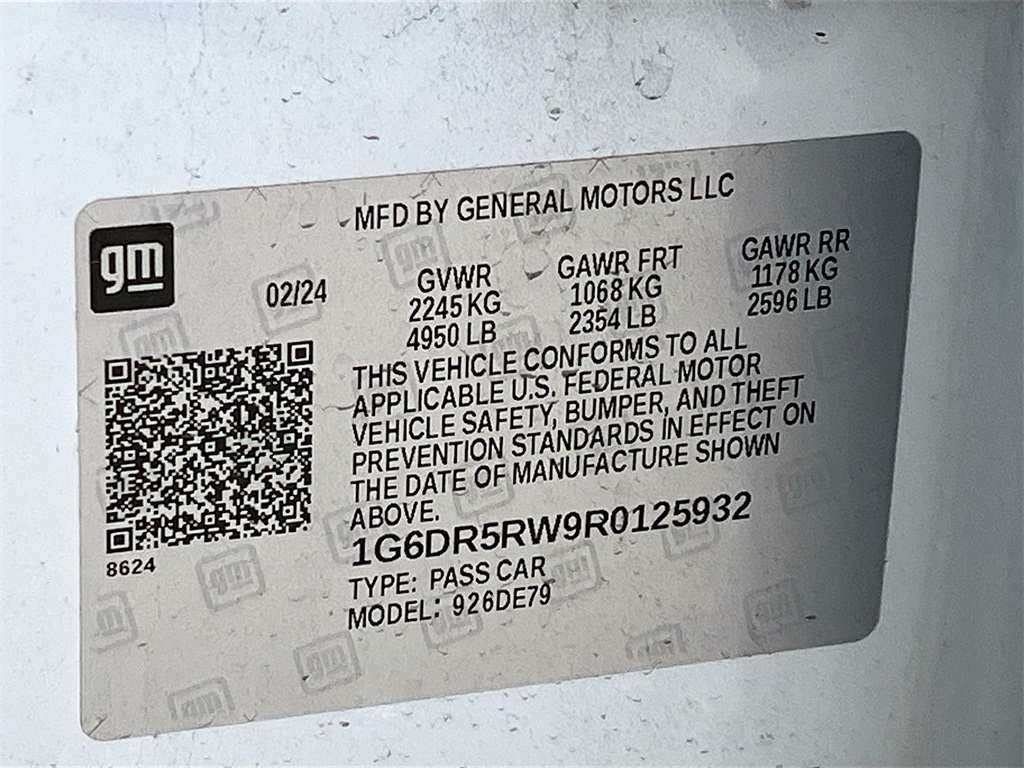 MFD BY GENERAL MOTORS LLC
gm
02/24
GVWR GAWR FRT GAWR RR
2245 KG 1068 KG 1178 KG
4950 LB 2354 LB 2596 LB
THIS VEHICLE CONFORMS TO ALL
APPLICABLE U.S. FEDERAL MOTOR
VEHICLE SAFETY, BUMPER, AND THEFT
PREVENTION STANDARDS IN EFFECT ON
THE DATE OF MANUFACTURE SHOWN
ABOVE.
1G6DR5RW9R0125932
8624
TYPE: PASS CAR
MODEL: 926DE79